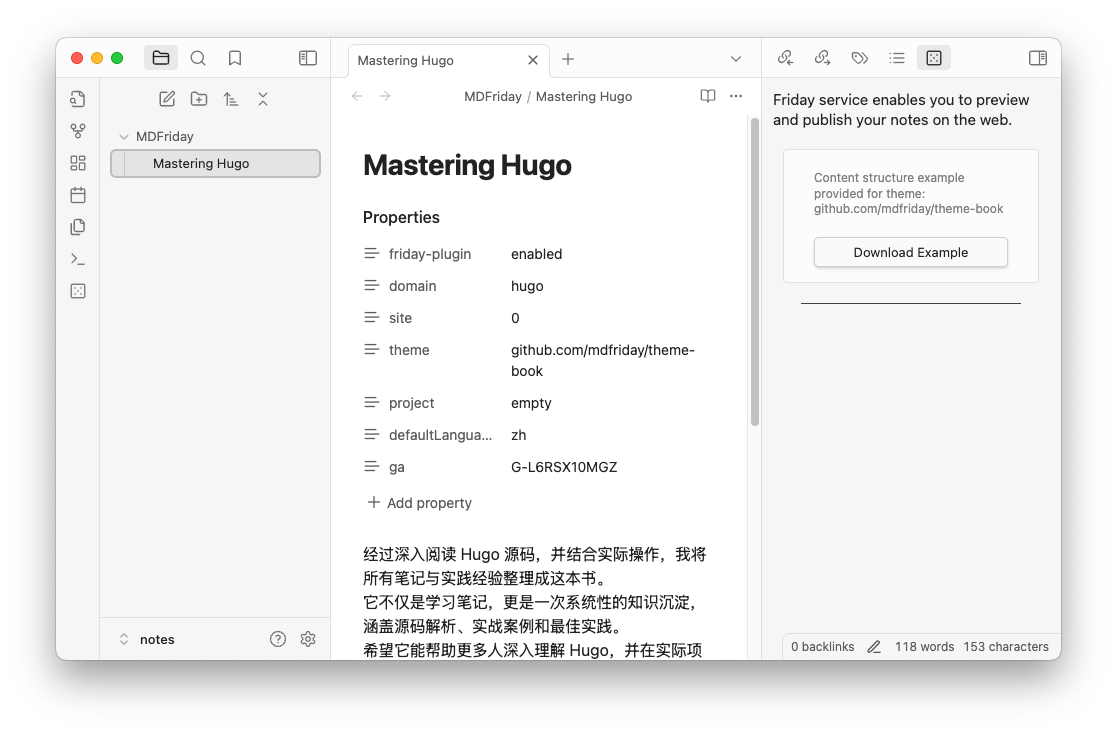 Mastering Hugo
MDFriday
Mastering Hugo
notes
MDFriday / Mastering Hugo
Mastering Hugo
Properties
friday-plugin enabled
domain hugo
site 0
theme github.com/mdfriday/theme-
book
project empty
defaultLangua... zh
ga G-L6RSX10MGZ
Add property
经过深入阅读 Hugo 源码，并结合实际操作，我将
所有笔记与实践经验整理成这本书。
它不仅是学习笔记，更是一次系统性的知识沉淀，
涵盖源码解析、实战案例和最佳实践。
希望它能帮助更多人深入理解 Hugo，并在实际项
Friday service enables you to preview
and publish your notes on the web.
Content structure example
provided for theme:
github.com/mdfriday/theme-book
Download Example
0 backlinks 118 words 153 characters